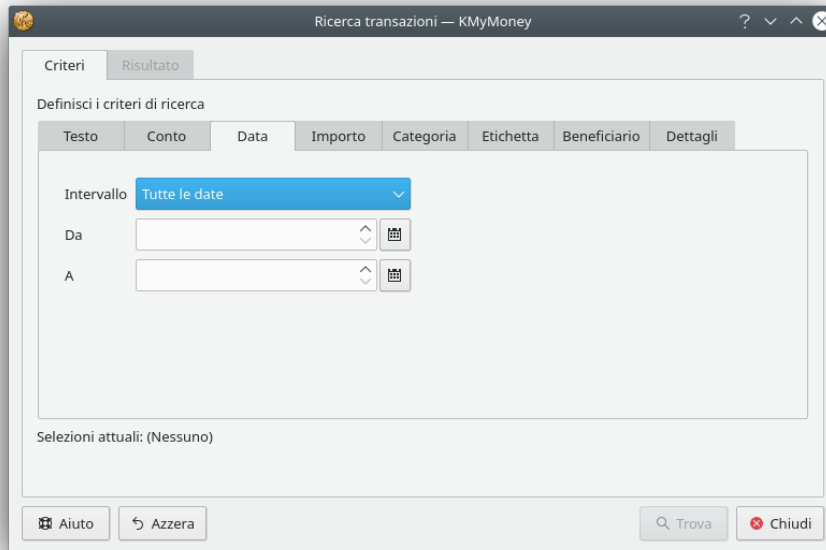 Ricerca transazioni — KMyMoney
Criteri Risultato
Definisci i criteri di ricerca
Testo Conto Data Importo Categoria Etichetta Beneficiario Dettagli
Intervallo Tutte le date
Da
A
Selezioni attuali: (Nessuno)
Aiuto Azzera Trova Chiudi